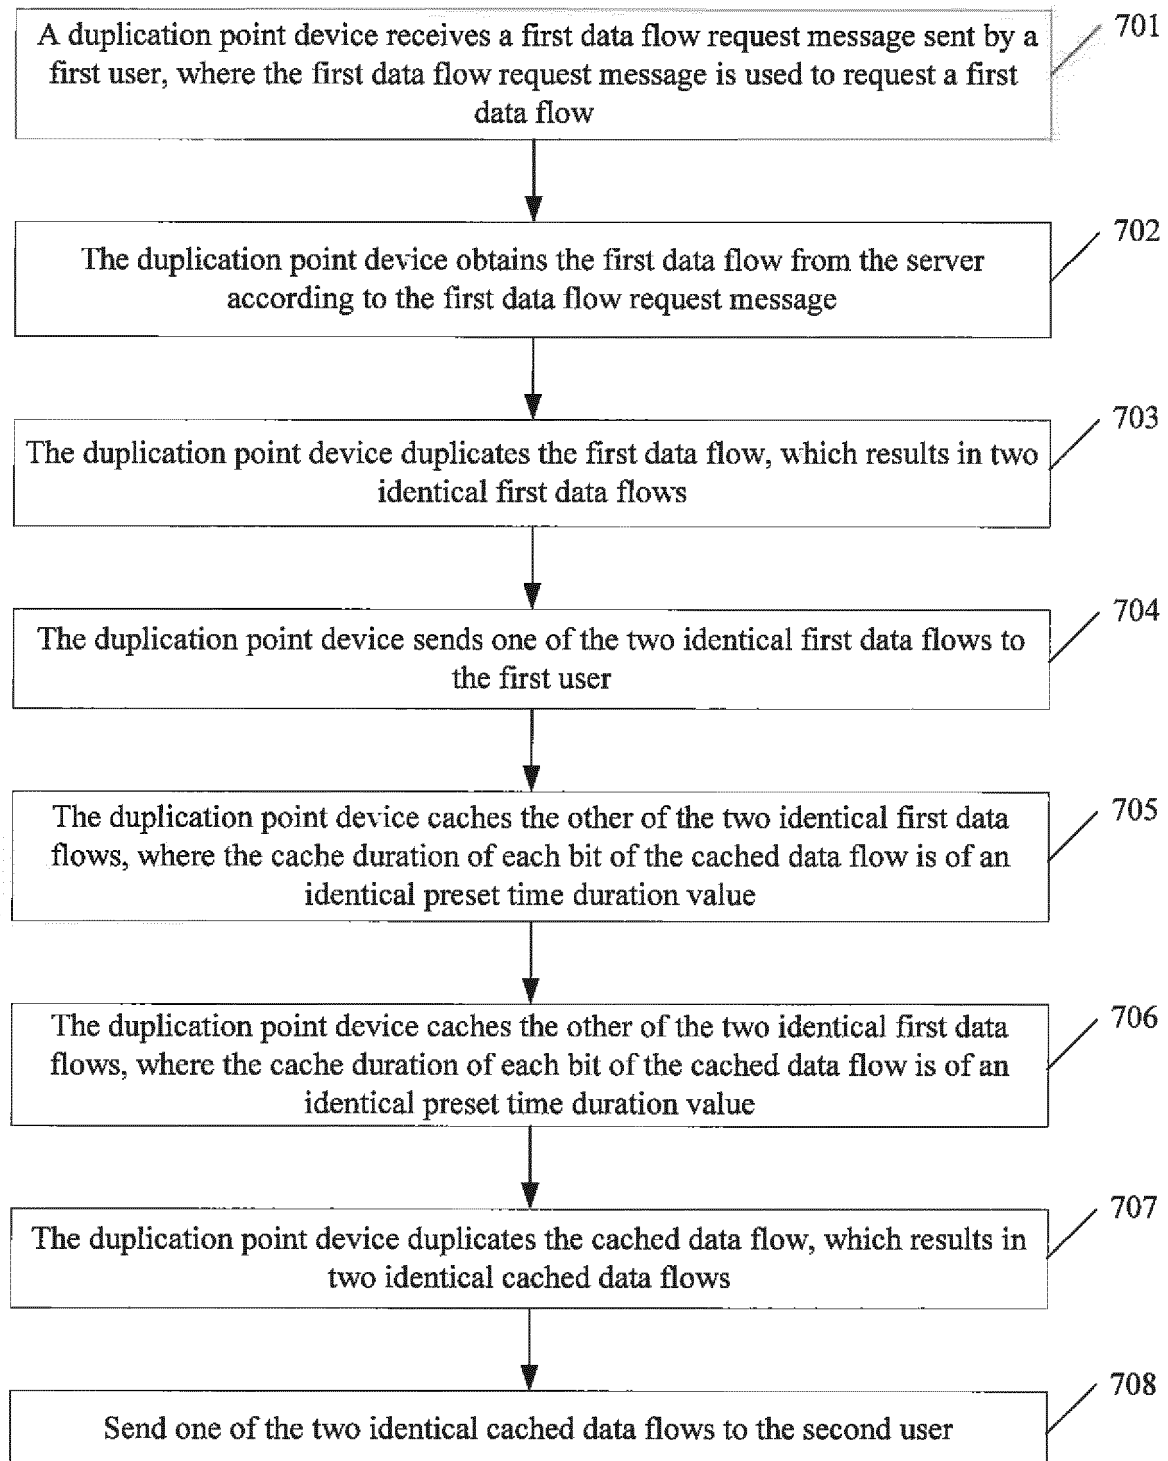 A duplication point device receives a first data flow request message sent by a
first user, where the first data flow request message is used to request a first
data flow
701
The duplication point device obtains the first data flow from the server
according to the first data flow request message
702
The duplication point device duplicates the first data flow, which results in two
identical first data flows
703
The duplication point device sends one of the two identical first data flows to
the first user
704
The duplication point device caches the other of the two identical first data
flows, where the cache duration of each bit of the cached data flow is of an
identical preset time duration value
705
The duplication point device caches the other of the two identical first data
flows, where the cache duration of each bit of the cached data flow is of an
identical preset time duration value
706
The duplication point device duplicates the cached data flow, which results in
two identical cached data flows
707
Send one of the two identical cached data flows to the second user
708